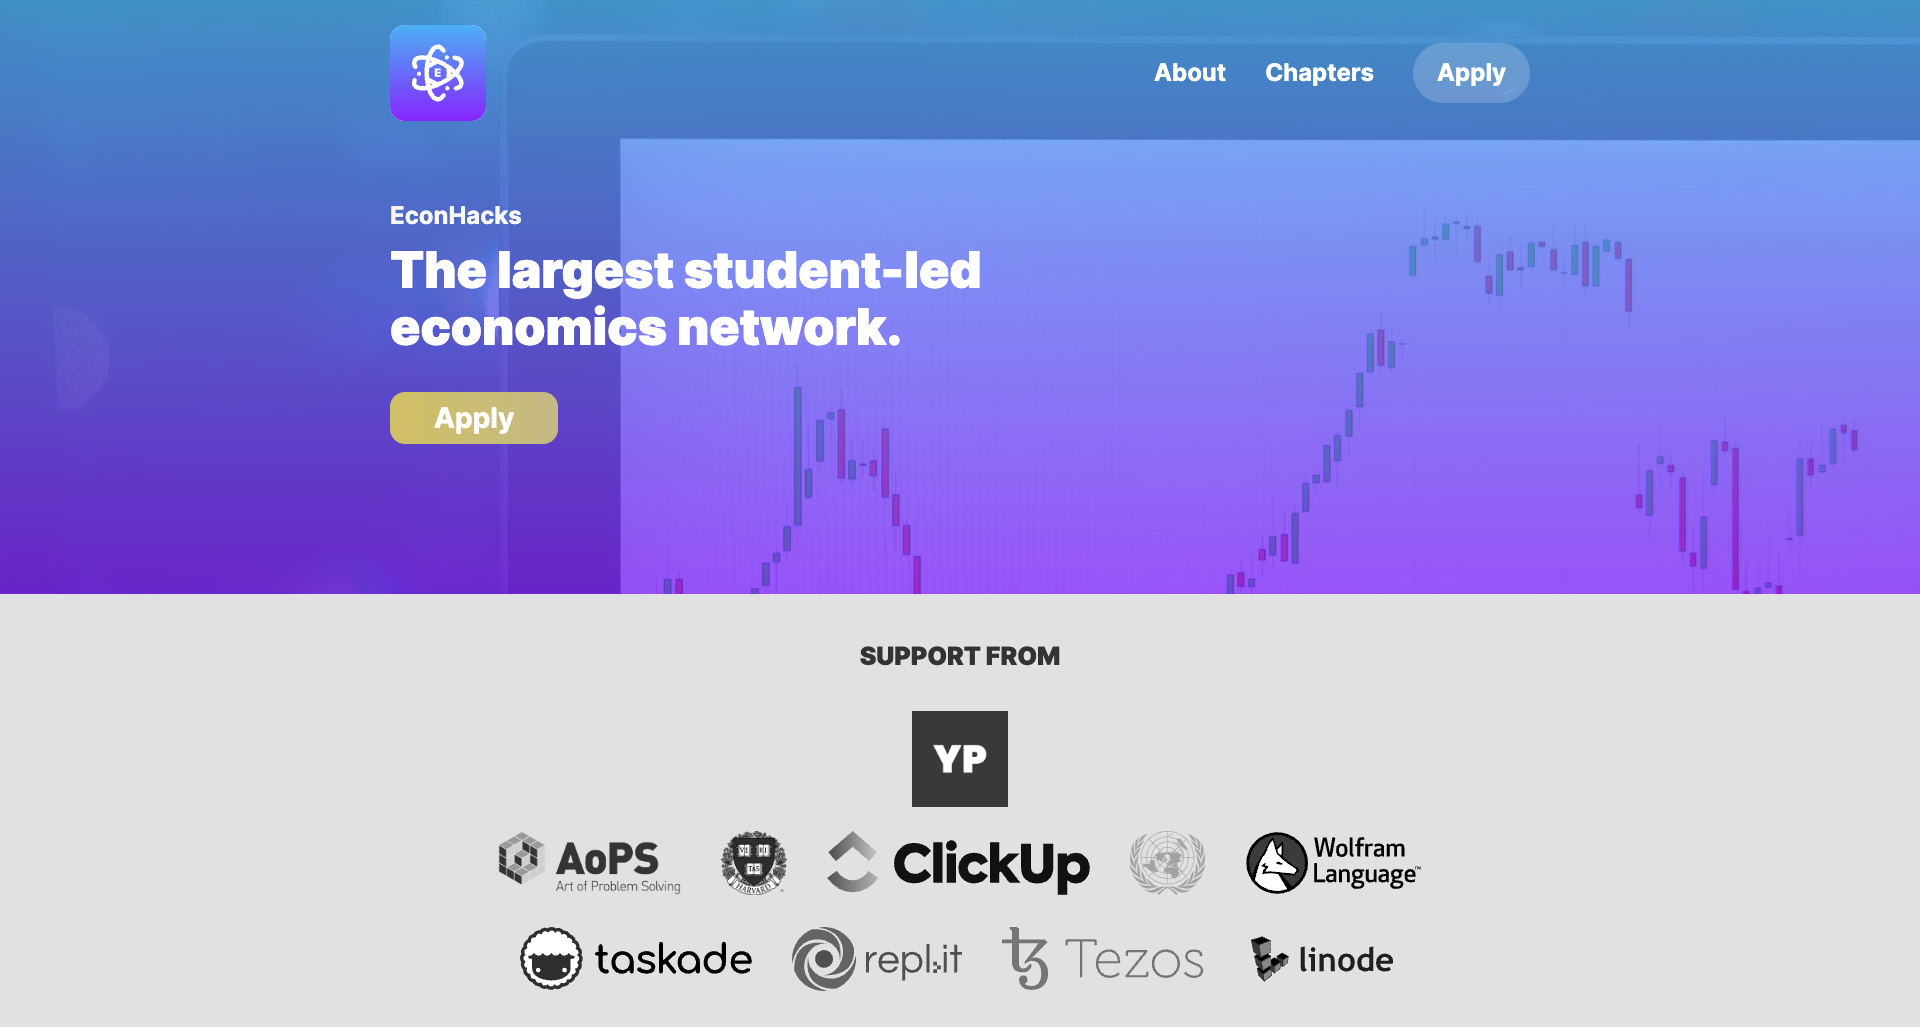 E
About
Chapters
Apply
EconHacks
The largest student-led
economics network.
Apply
SUPPORT FROM
YP
AoPS
Art of Problem Solving
VE RI
TAS
HARVARD
ClickUp
Wolfram
Language™
taskade
repl.it
Tezos
linode